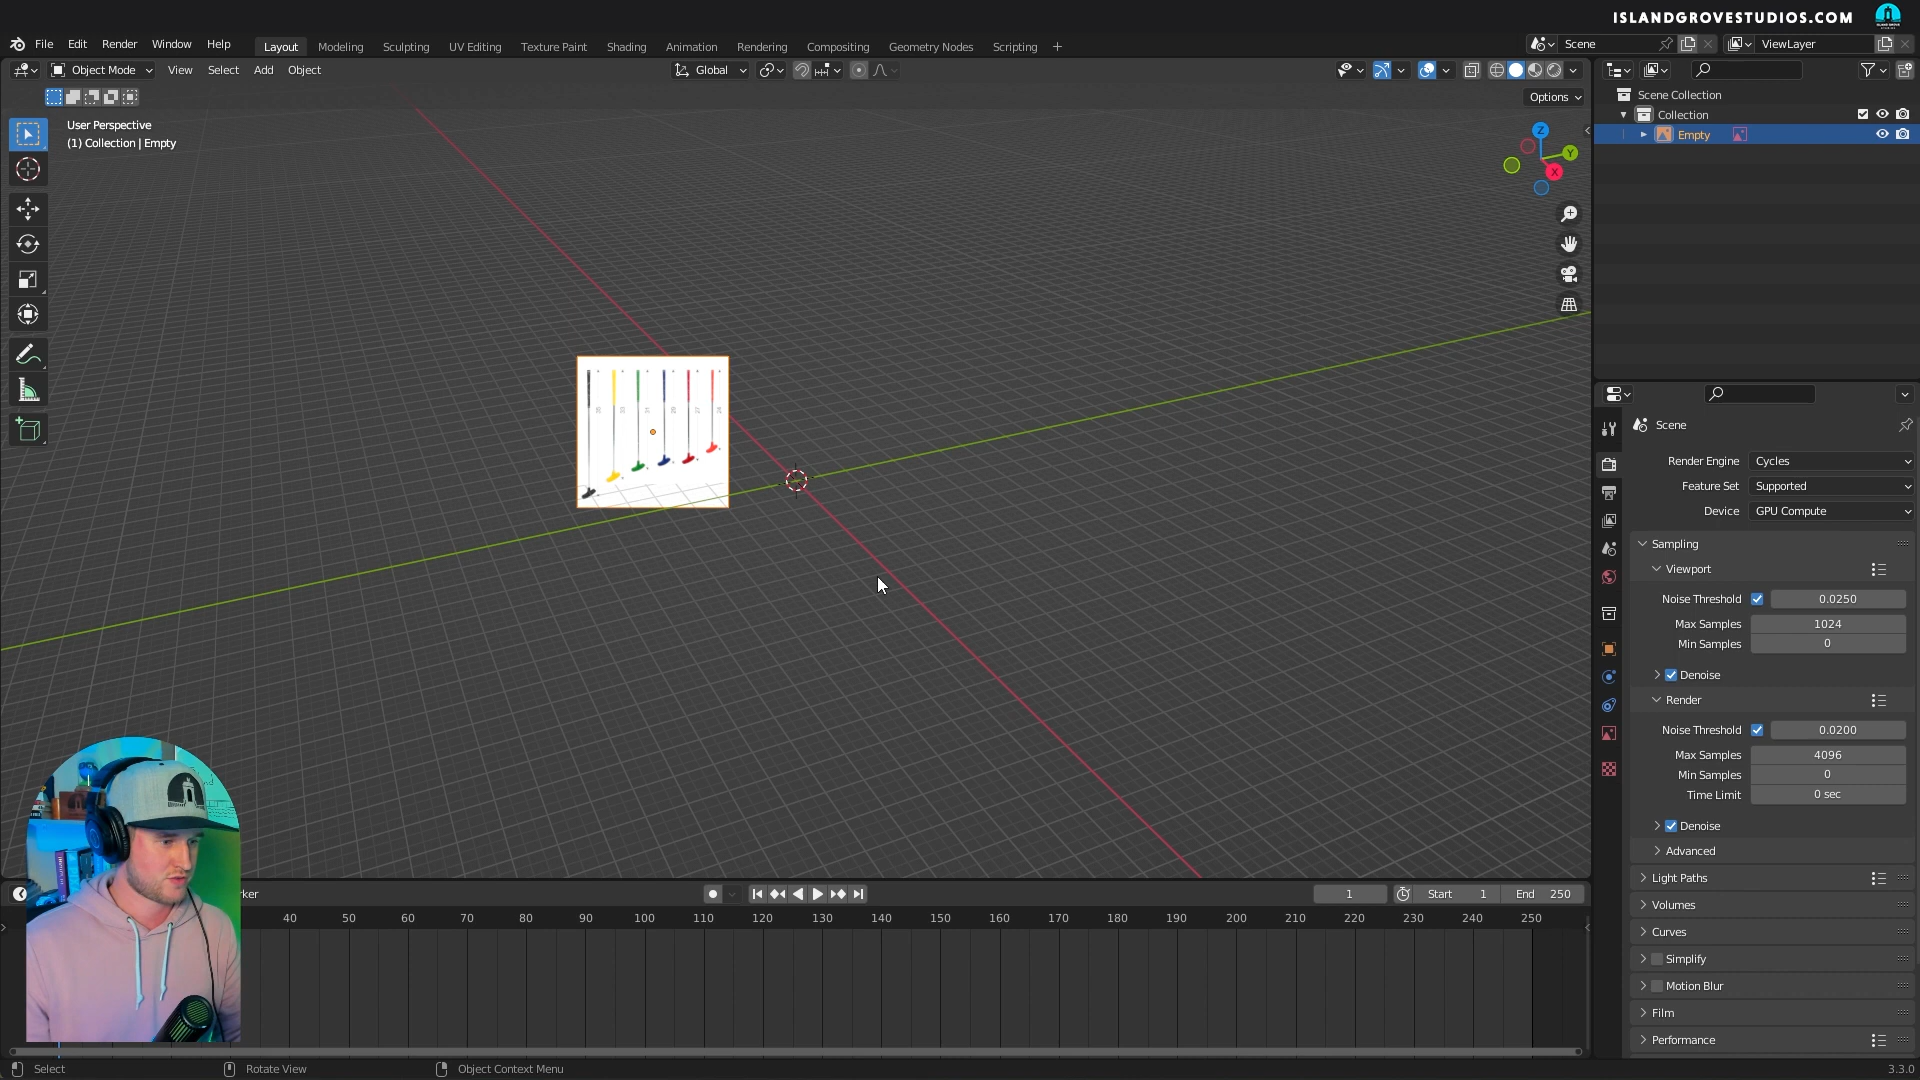 ISLANDGROVESTUDIOS.COM
File Edit Render Window Help
Layout Modeling Sculpting UV Editing Texture Paint Shading Animation Rendering Compositing Geometry Nodes Scripting +
Scene
ViewLayer
Object Mode View Select Add Object
Global
Options
User Perspective
(1) Collection | Empty
Z
Y
X
Scene Collection
Collection
Empty
Scene
Render Engine Cycles
Feature Set Supported
Device GPU Compute
Sampling
Viewport
Noise Threshold 0.0250
Max Samples 1024
Min Samples 0
Denoise
Render
Noise Threshold 0.0200
Max Samples 4096
Min Samples 0
Time Limit 0 sec
Denoise
Advanced
Light Paths
Volumes
Curves
Simplify
Motion Blur
Film
Performance
rker
1
Start 1
End 250
40 50 60 70 80 90 100 110 120 130 140 150 160 170 180 190 200 210 220 230 240 250
Select
Rotate View
Object Context Menu
3.3.0